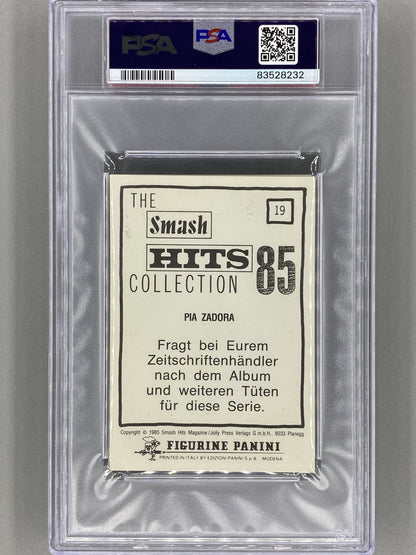 PSA
PSA
83528232
THE
Smash
HITS 85
COLLECTION
19
PIA ZADORA
Fragt bei Eurem
Zeitschriftenhändler
nach dem Album
und weiteren Tüten
für diese Serie.
Copyright © 1985 Smash Hits Magazine/Jolly Press Verlags G.m.b.H., 8033 Planegg
FIGURINE PANINI
PRINTED IN ITALY BY EDIZIONI PANINI S.p.A. MODENA